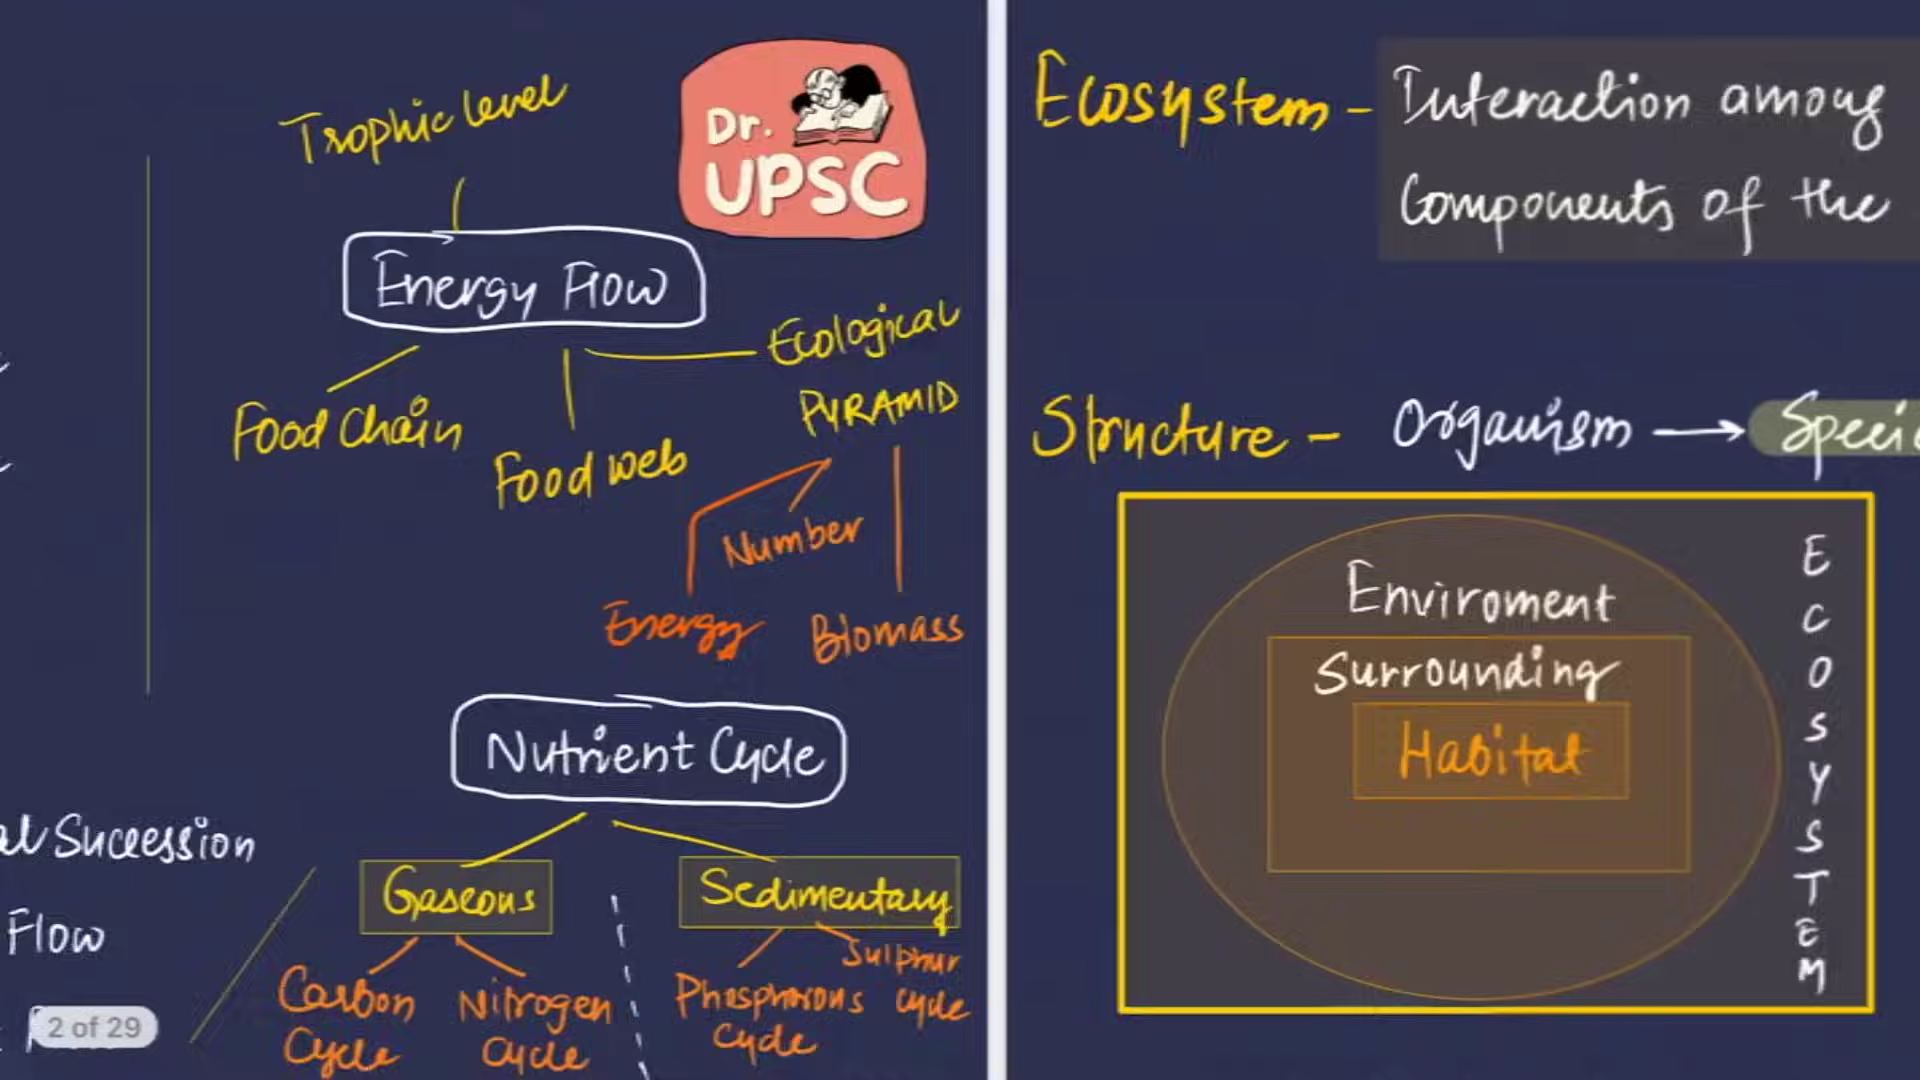 Trophic level
Dr.
UPSC
Energy Flow
Ecological
PYRAMID
Food Chain
Food web
Number
Energy
Biomass
Nutrient Cycle
al Succession
Flow
Gaseous
Sedimentary
Carbon
Cycle
Nitrogen
Cycle
Phosphorous
Cycle
Sulphur
cycle
2 of 29
Ecosystem - Interaction among
Components of the
Structure - Organism → Speci
Enviroment
Surrounding
Habitat
E
C
O
S
Y
S
T
E
M